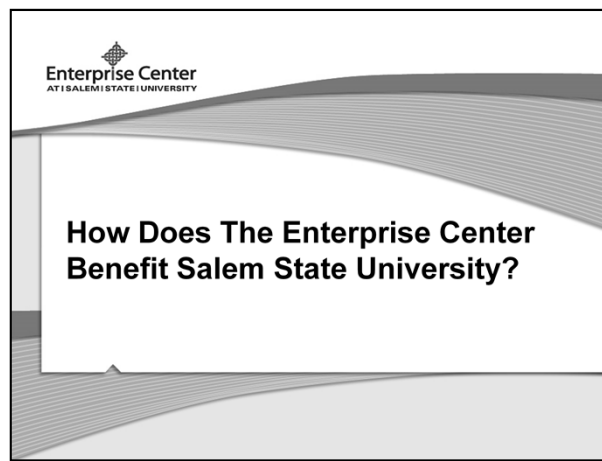 Enterprise Center
AT|SALEM|STATE|UNIVERSITY
How Does The Enterprise Center
Benefit Salem State University?